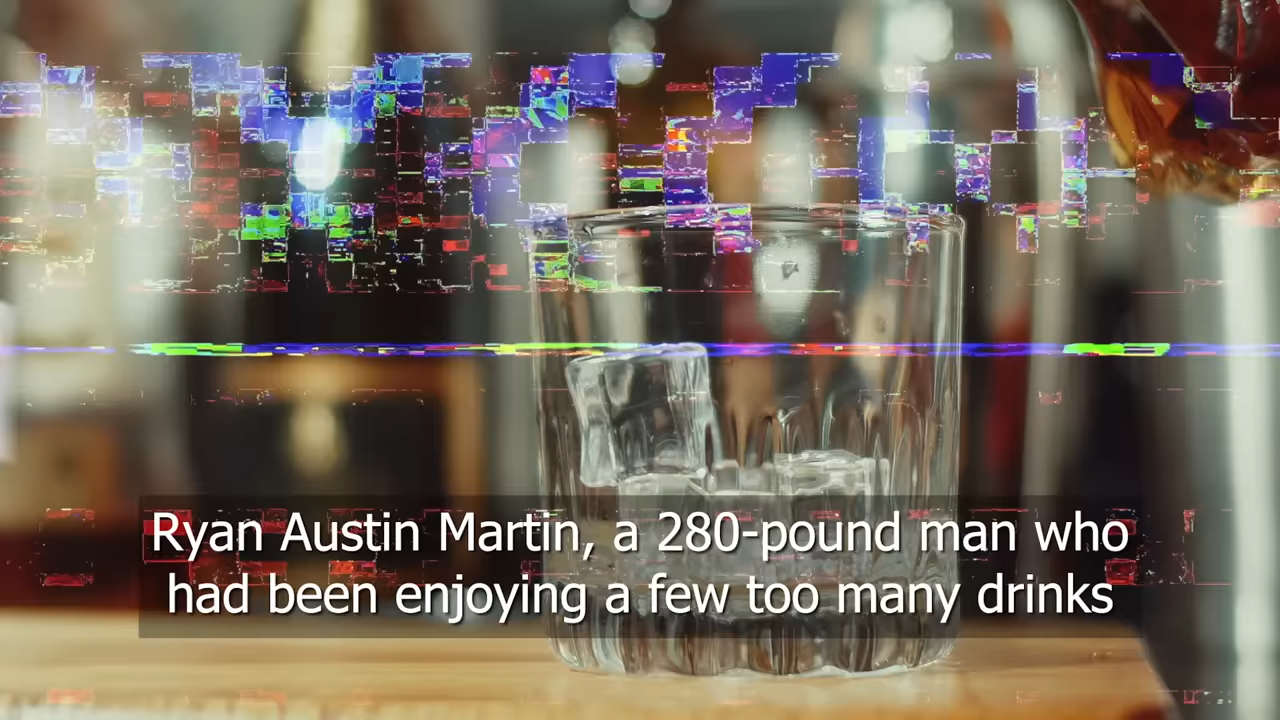 Ryan Austin Martin, a 280-pound man who
had been enjoying a few too many drinks